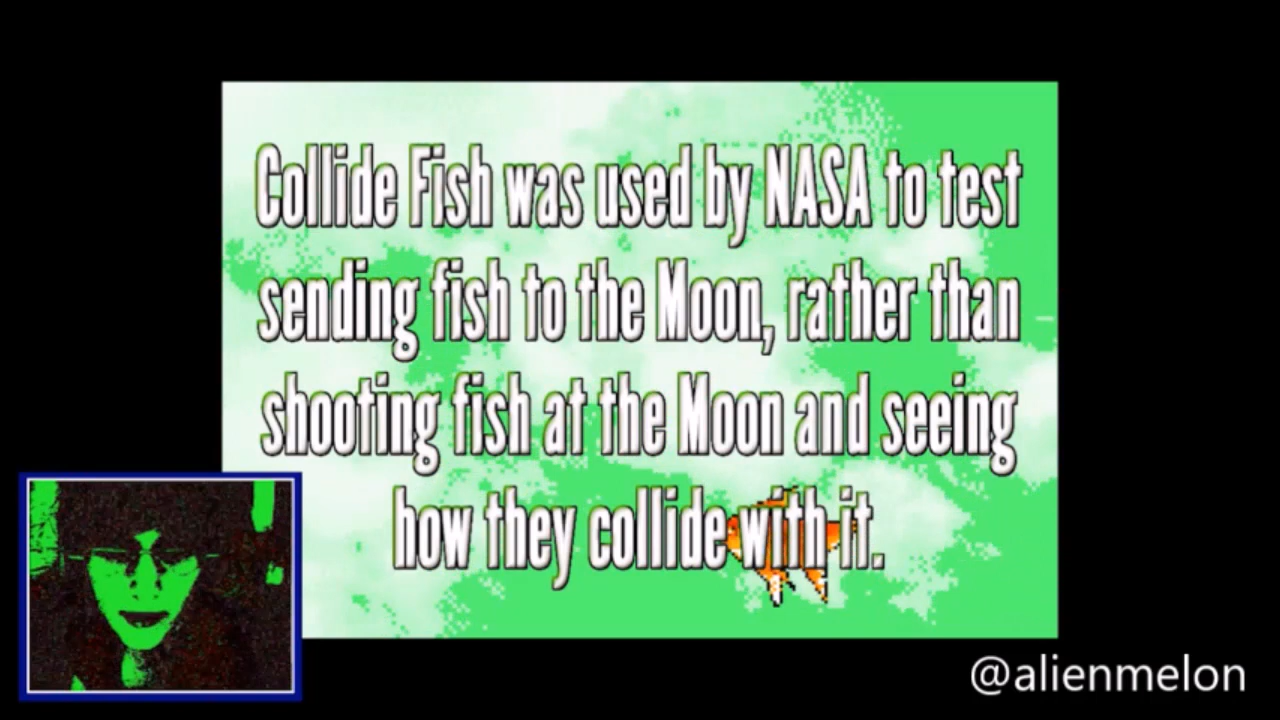 Collide Fish was used by NASA to test
sending fish to the Moon, rather than
shooting fish at the Moon and seeing
how they collide with it.
@alienmelon